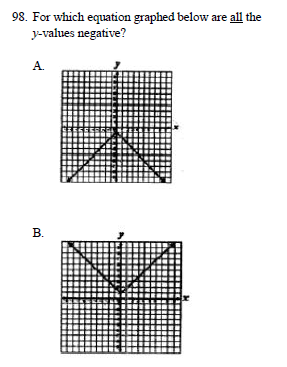 98. For which equation graphed below are all the
y-values negative?
A.
y
x
B.
y
x